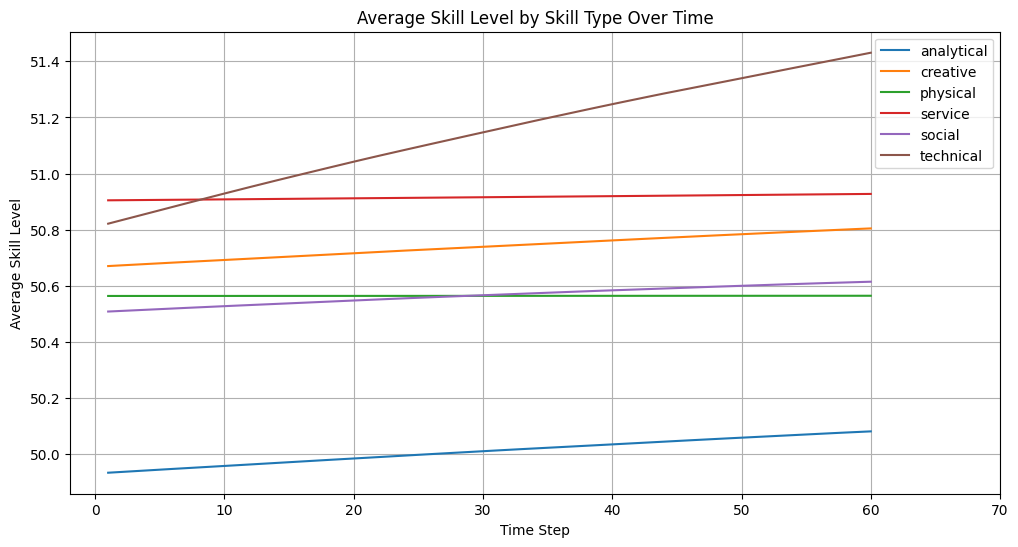 Average Skill Level by Skill Type Over Time
Average Skill Level
51.4
51.2
51.0
50.8
50.6
50.4
50.2
50.0
analytical
creative
physical
service
social
technical
0 10 20 30 40 50 60 70
Time Step